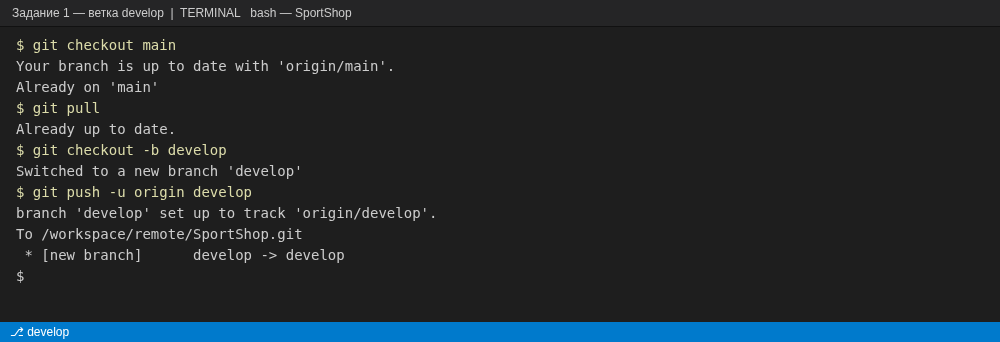 Задание 1 — ветка develop | TERMINAL bash — SportShop
$ git checkout main
Your branch is up to date with 'origin/main'.
Already on 'main'
$ git pull
Already up to date.
$ git checkout -b develop
Switched to a new branch 'develop'
$ git push -u origin develop
branch 'develop' set up to track 'origin/develop'.
To /workspace/remote/SportShop.git
 * [new branch]      develop -> develop
$
⎇ develop